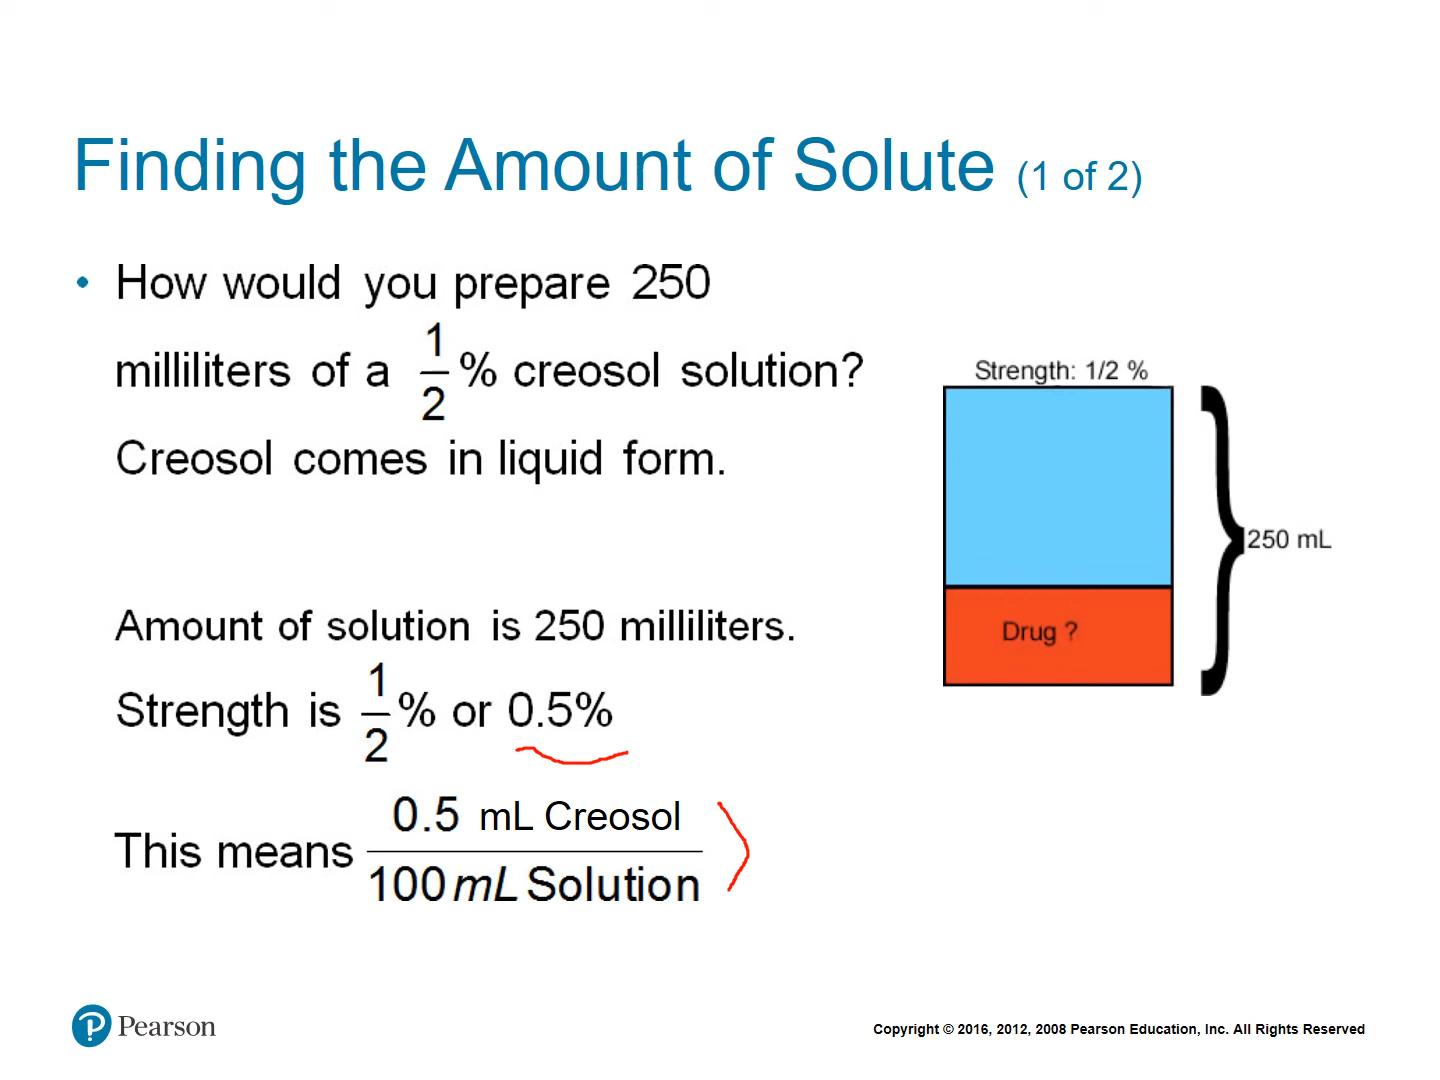 Finding the Amount of Solute (1 of 2)
• How would you prepare 250
milliliters of a 1/2 % creosol solution?
Creosol comes in liquid form.
Strength: 1/2 %
250 mL
Drug ?
Amount of solution is 250 milliliters.
Strength is 1/2 % or 0.5%
This means 0.5 mL Creosol / 100 mL Solution
Pearson
Copyright © 2016, 2012, 2008 Pearson Education, Inc. All Rights Reserved